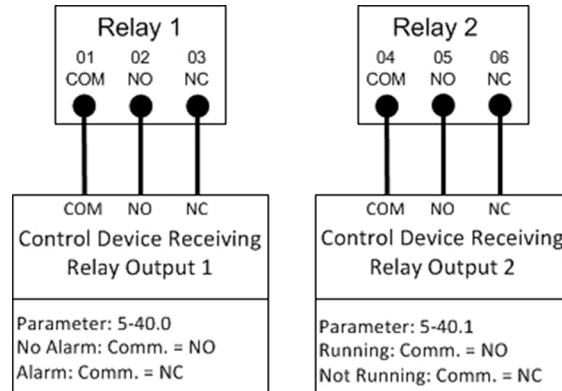 Relay 1
01 02 03
COM NO NC
COM NO NC
Control Device Receiving
Relay Output 1
Parameter: 5-40.0
No Alarm: Comm. = NO
Alarm: Comm. = NC
Relay 2
04 05 06
COM NO NC
COM NO NC
Control Device Receiving
Relay Output 2
Parameter: 5-40.1
Running: Comm. = NO
Not Running: Comm. = NC